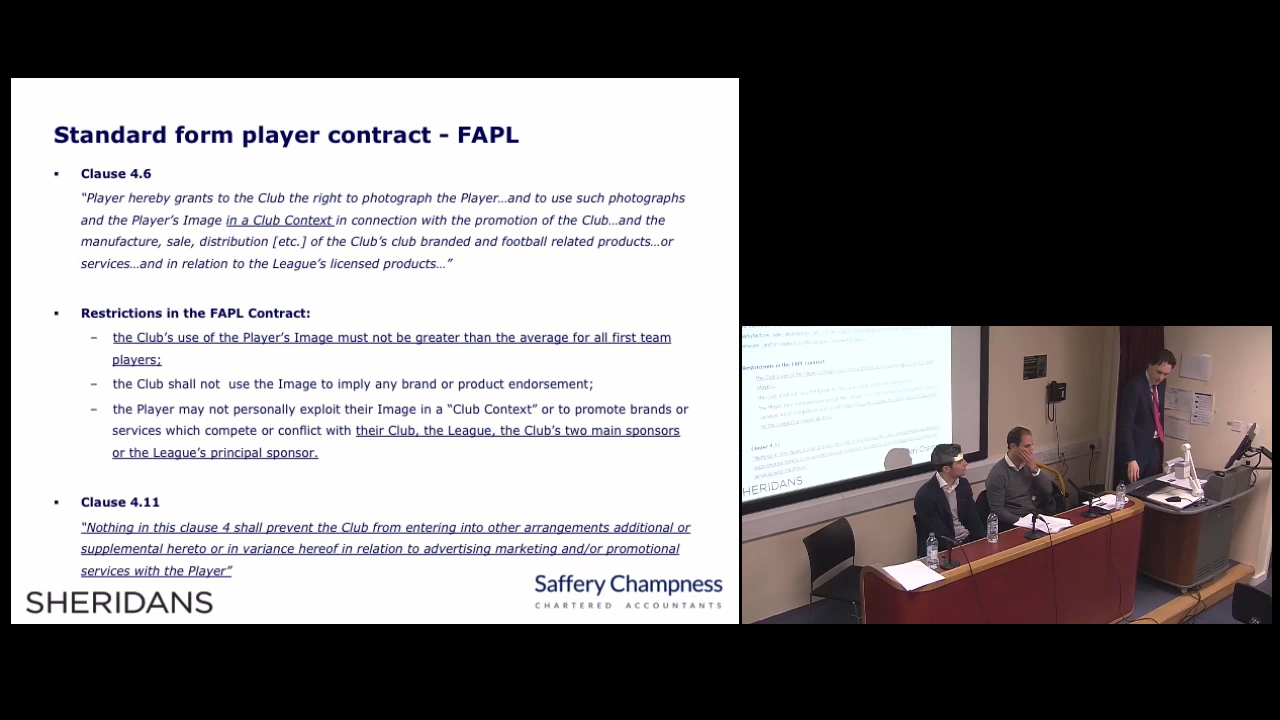 Standard form player contract - FAPL
▪ Clause 4.6
“Player hereby grants to the Club the right to photograph the Player…and to use such photographs
and the Player’s Image in a Club Context in connection with the promotion of the Club…and the
manufacture, sale, distribution [etc.] of the Club’s club branded and football related products…or
services…and in relation to the League’s licensed products…”
▪ Restrictions in the FAPL Contract:
– the Club’s use of the Player’s Image must not be greater than the average for all first team
players;
– the Club shall not use the Image to imply any brand or product endorsement;
– the Player may not personally exploit their Image in a “Club Context” or to promote brands or
services which compete or conflict with their Club, the League, the Club’s two main sponsors
or the League’s principal sponsor.
▪ Clause 4.11
“Nothing in this clause 4 shall prevent the Club from entering into other arrangements additional or
supplemental hereto or in variance hereof in relation to advertising marketing and/or promotional
services with the Player”
SHERIDANS
Saffery Champness
CHARTERED ACCOUNTANTS
Restrictions in the FAPL Contract:
Clause 4.11
HERIDANS